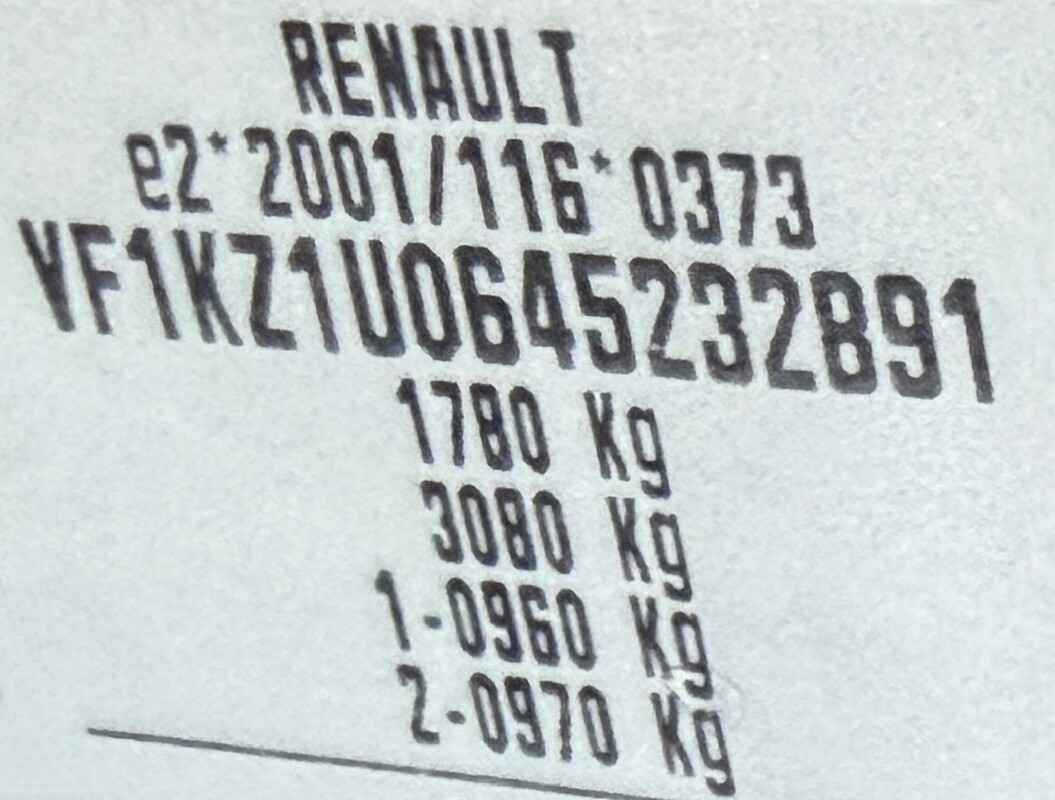 RENAULT
e2*2001/116*0373
VF1KZ1U0645232891
1780 Kg
3080 Kg
1-0960 Kg
2-0970 Kg